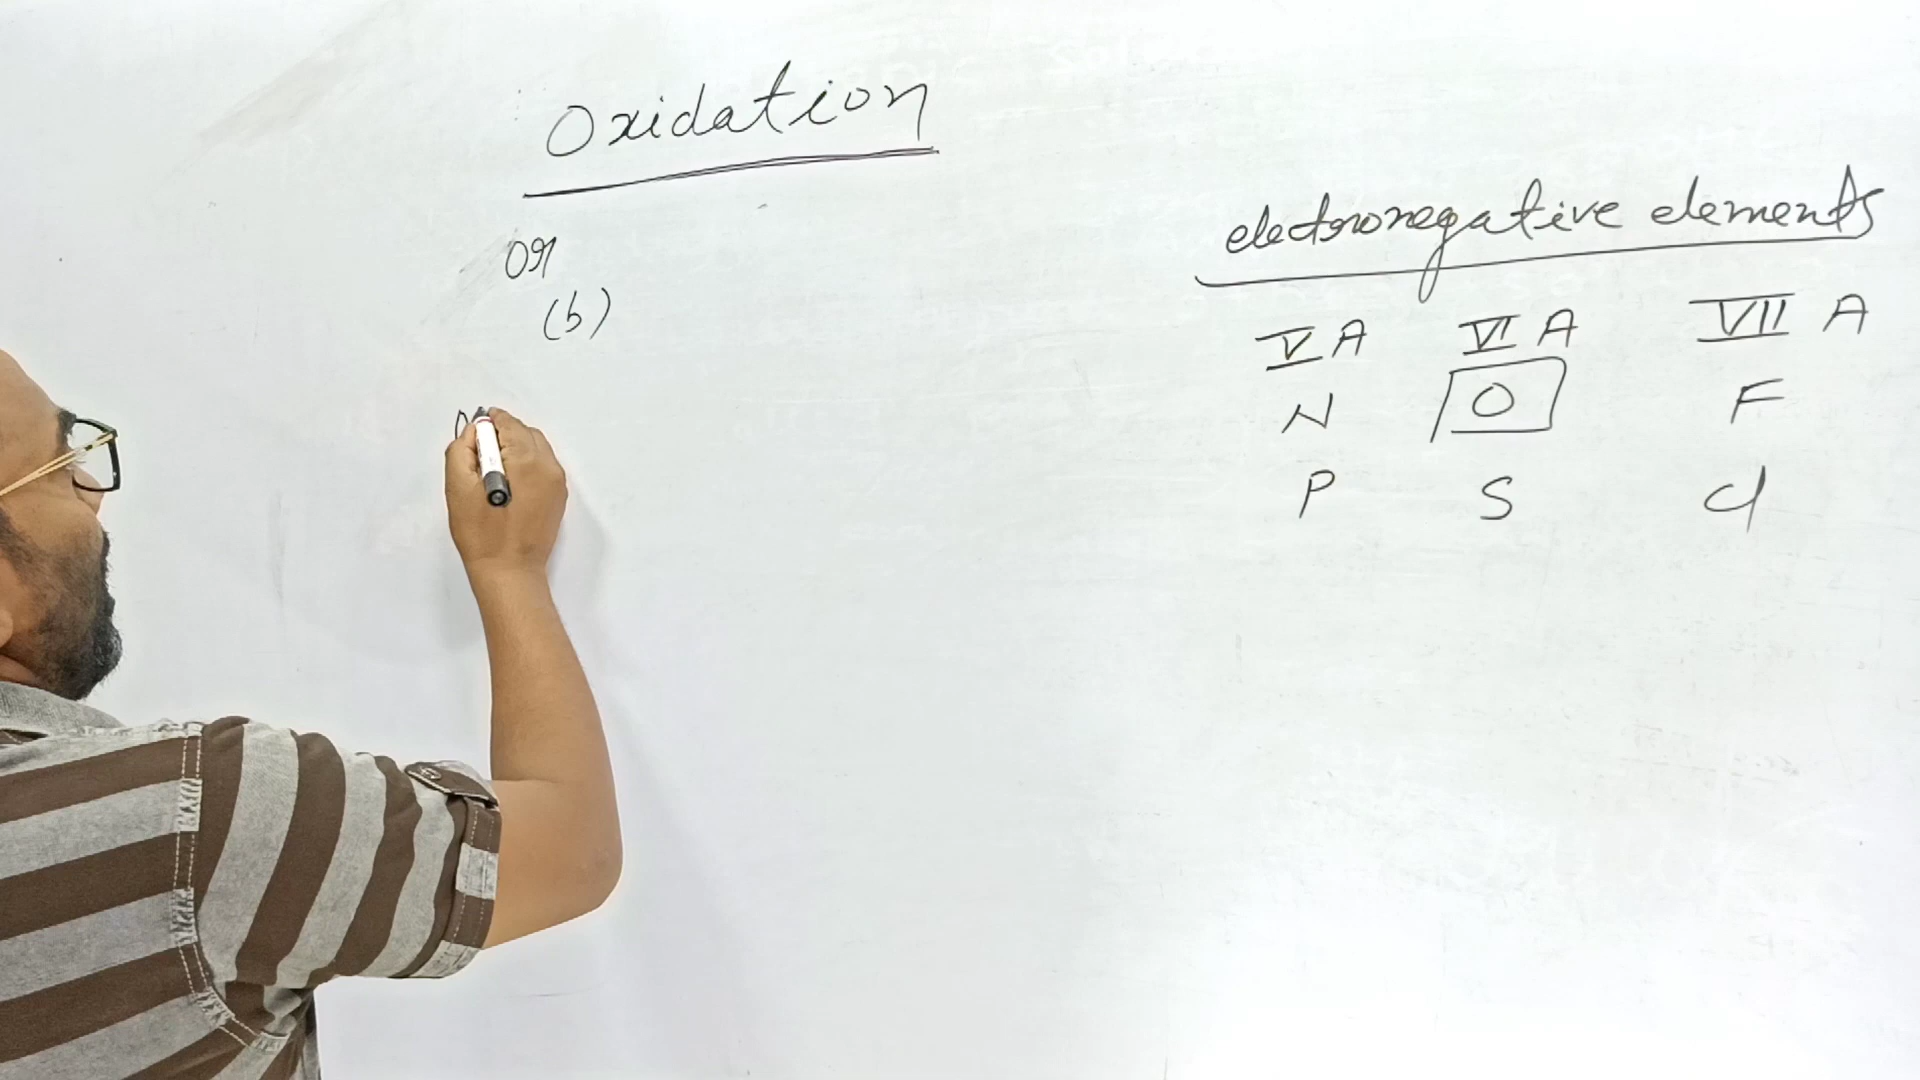 Oxidation
or
(b)
electronegative elements
V A VI A VII A
N O F
P S Cl